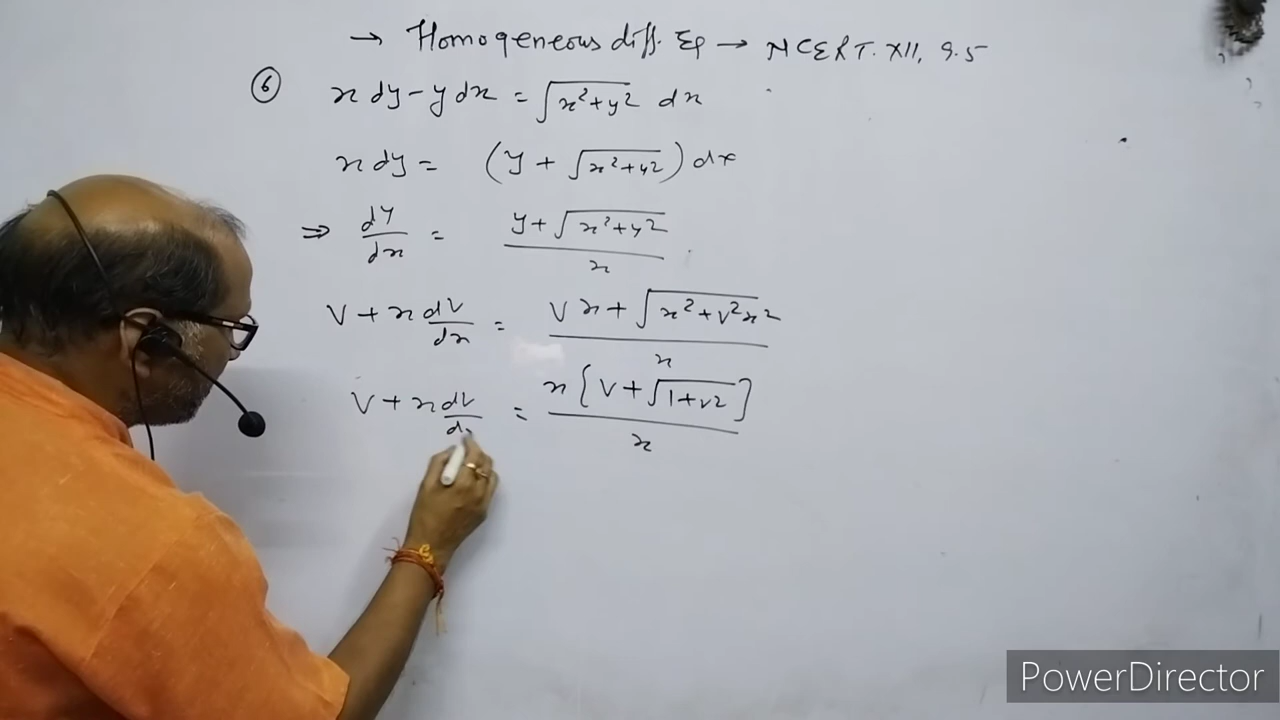 → Homogeneous diff. Eq → NCERT. XII, 9.5
⑥ x dy - y dx = √(x²+y²) dx
x dy = (y + √(x²+y²)) dx
⇒ dy/dx = (y + √(x²+y²))/x
V + x dV/dx = (Vx + √(x²+v²x²))/x
V + x dV/dx = x[V + √(1+v²)]/x
PowerDirector